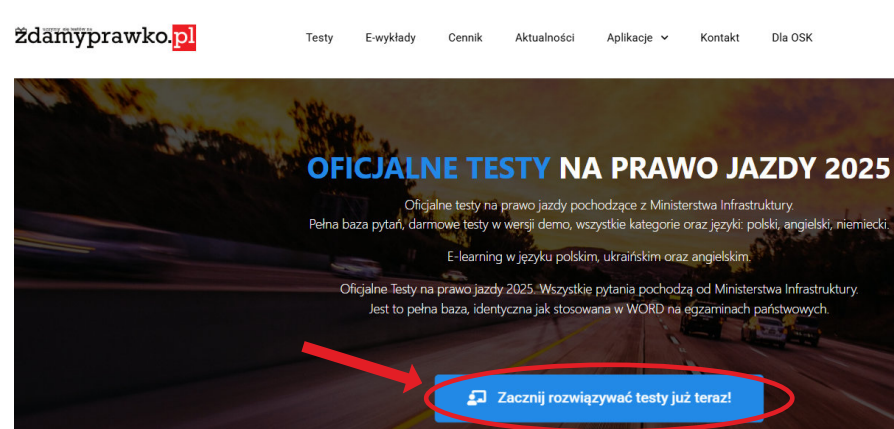 zdamyprawko.pl
Testy E-wykłady Cennik Aktualności Aplikacje Kontakt Dla OSK
OFICJALNE TESTY NA PRAWO JAZDY 2025
Oficjalne testy na prawo jazdy pochodzące z Ministerstwa Infrastruktury.
Pełna baza pytań, darmowe testy w wersji demo, wszystkie kategorie oraz języki: polski, angielski, niemiecki.
E-learning w języku polskim, ukraińskim oraz angielskim.
Oficjalne Testy na prawo jazdy 2025. Wszystkie pytania pochodzą od Ministerstwa Infrastruktury.
Jest to pełna baza, identyczna jak stosowana w WORD na egzaminach państwowych.
Zacznij rozwiązywać testy już teraz!